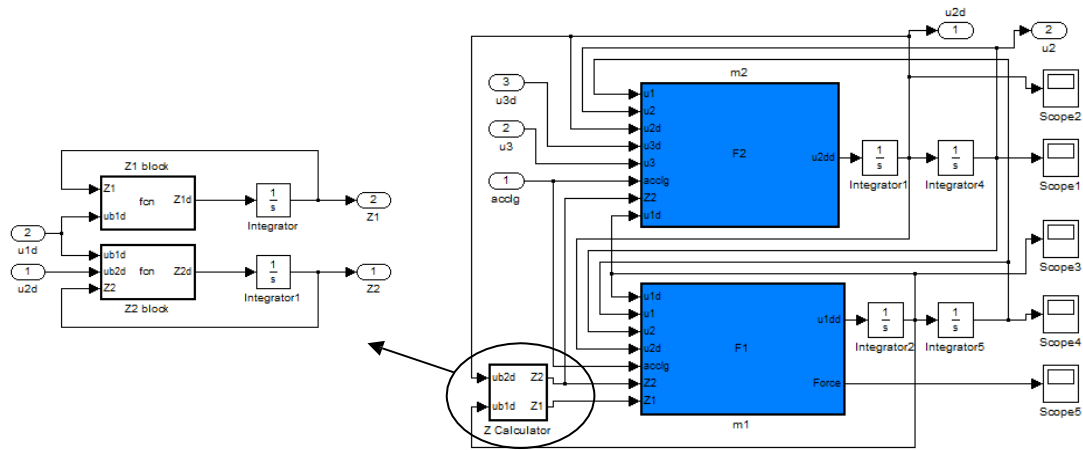 Z1 block
Z1
ub1d
fcn
Z1d
1
s
Integrator
2
Z1
2
u1d
1
u2d
ub1d
ub2d
Z2
fcn
Z2d
Z2 block
1
s
Integrator1
1
Z2
u2d
1
2
u2
3
u3d
2
u3
1
acclg
m2
u1
u2
u2d
u3d
u3
acclg
Z2
u1d
F2
u2dd
1
s
Integrator1
1
s
Integrator4
Scope2
Scope1
Scope3
Scope4
Scope5
u1d
u1
u2
u2d
acclg
Z2
Z1
F1
u1dd
Force
m1
1
s
Integrator2
1
s
Integrator5
ub2d
ub1d
Z2
Z1
Z Calculator